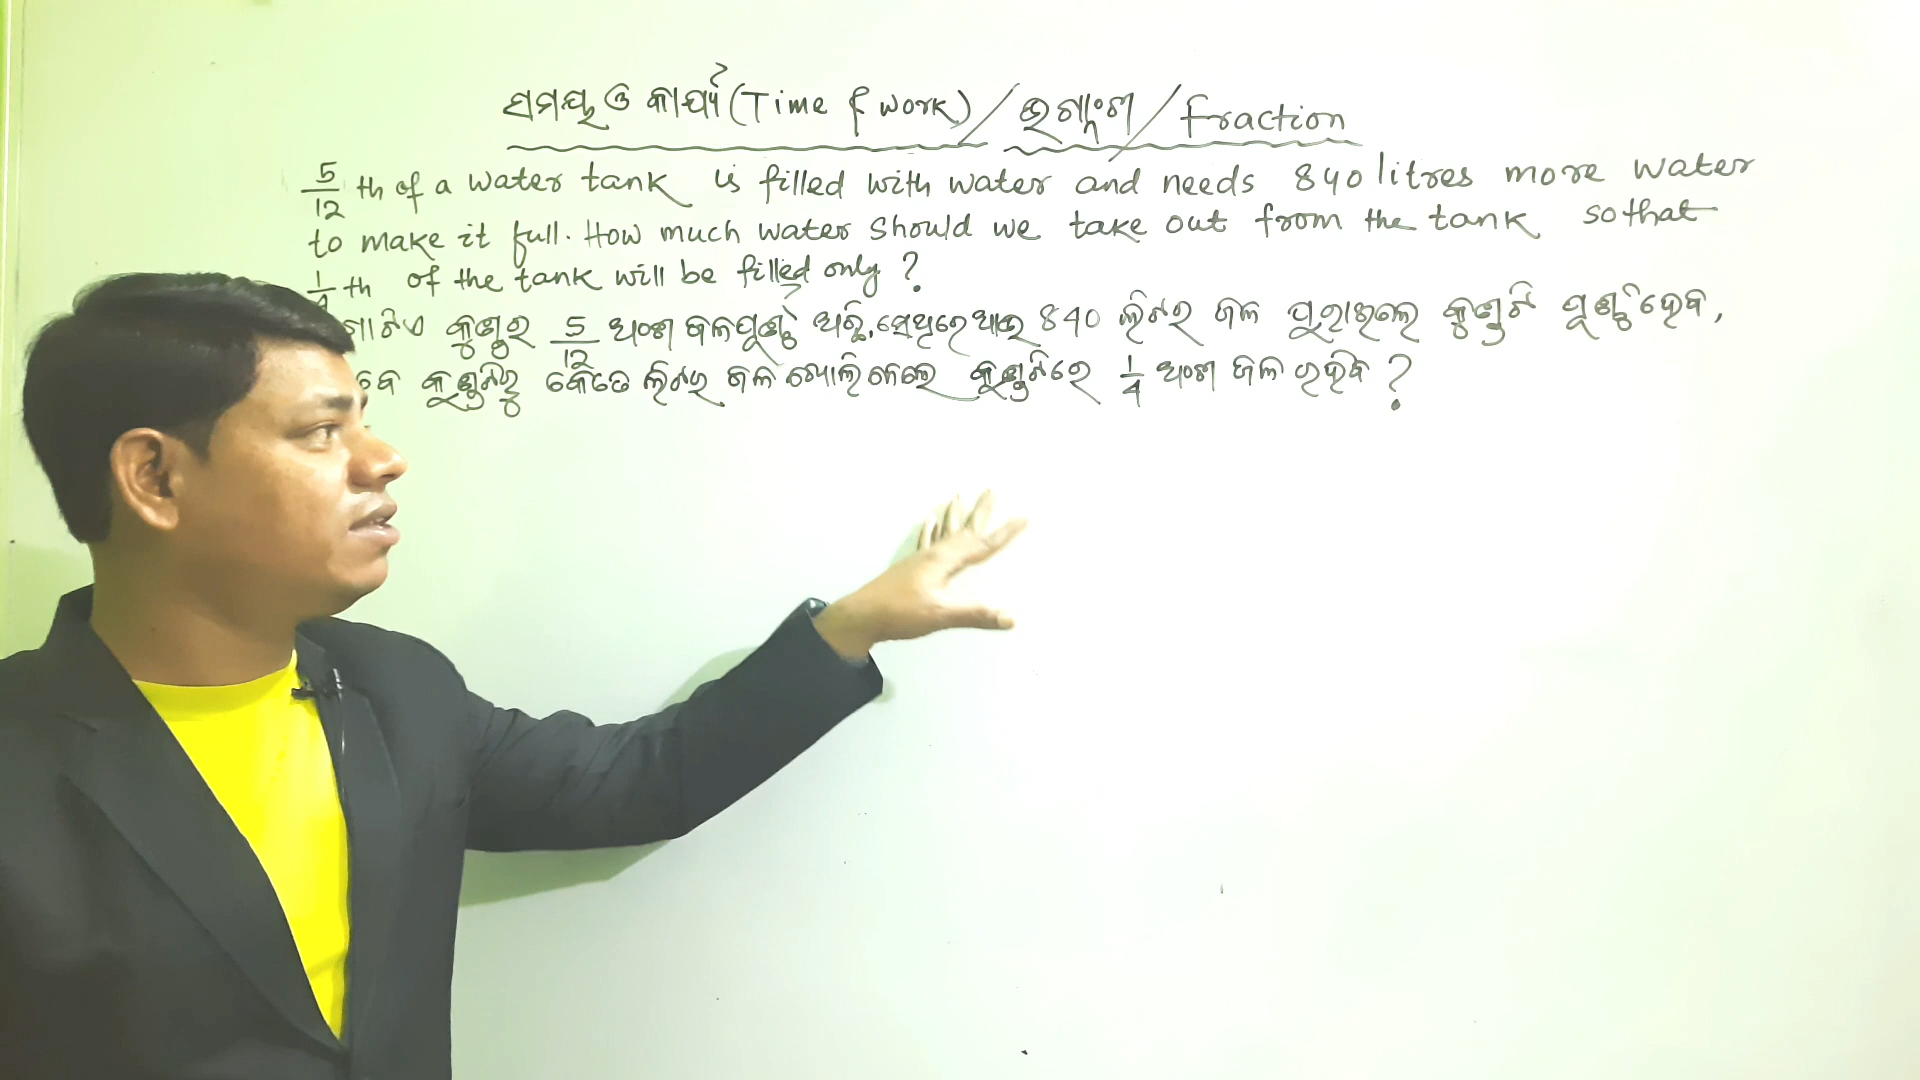 ସମୟ ଓ କାର୍ଯ୍ୟ (Time & work) / ଭଗ୍ନାଂଶ / Fraction
5/12 th of a water tank is filled with water and needs 840 litres more water
to make it full. How much water should we take out from the tank so that
1/4 th of the tank will be filled only ?
ଗୋଟିଏ କୁଣ୍ଡର 5/12 ଅଂଶ ଜଳପୂର୍ଣ୍ଣ ଅଛି, ସେଥିରେ ଆଉ 840 ଲିଟର ଜଳ ପୁରାଇଲେ କୁଣ୍ଡଟି ପୂର୍ଣ୍ଣ ହେବ,
କୁଣ୍ଡଟିରୁ କେତେ ଲିଟର ଜଳ ଖୋଲିଦେଲେ କୁଣ୍ଡଟିରେ 1/4 ଅଂଶ ଜଳ ରହିବ ?